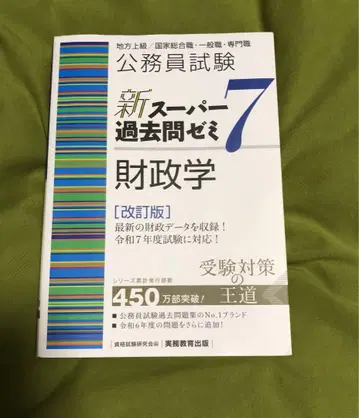 地方上級／国家総合職・一般職・専門職
公務員試験
新スーパー
過去問ゼミ7
財政学
［改訂版］
最新の財政データを収録！
令和7年度試験に対応！
受験対策
の
王道
シリーズ累計発行部数
450万部突破！
■ 公務員試験過去問題集のNo.1ブランド
■ 令和6年度の問題をさらに追加！
資格試験研究会編
実務教育出版